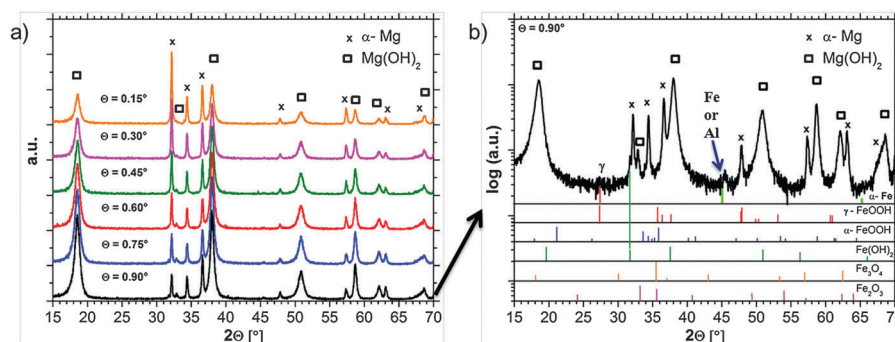 a)
x α- Mg
Mg(OH)2
Θ = 0.15°
Θ = 0.30°
Θ = 0.45°
Θ = 0.60°
Θ = 0.75°
Θ = 0.90°
a.u.
15 20 25 30 35 40 45 50 55 60 65 70
2Θ [°]
b)
Θ = 0.90°
x α- Mg
Mg(OH)2
Fe
or
Al
γ
log (a.u.)
α- Fe
γ - FeOOH
α - FeOOH
Fe(OH)2
Fe3O4
Fe2O3
15 20 25 30 35 40 45 50 55 60 65 70
2Θ [°]